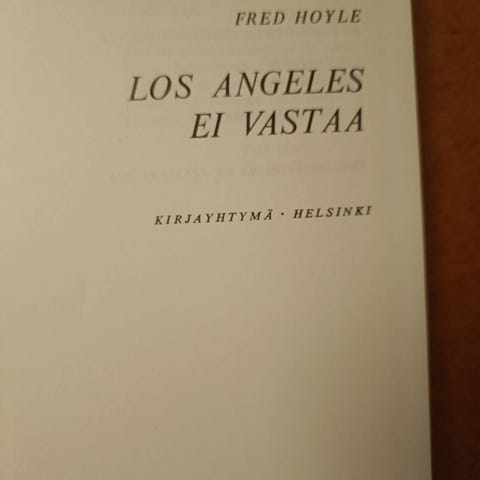 FRED HOYLE
LOS ANGELES
EI VASTAA
KIRJAYHTYMÄ · HELSINKI